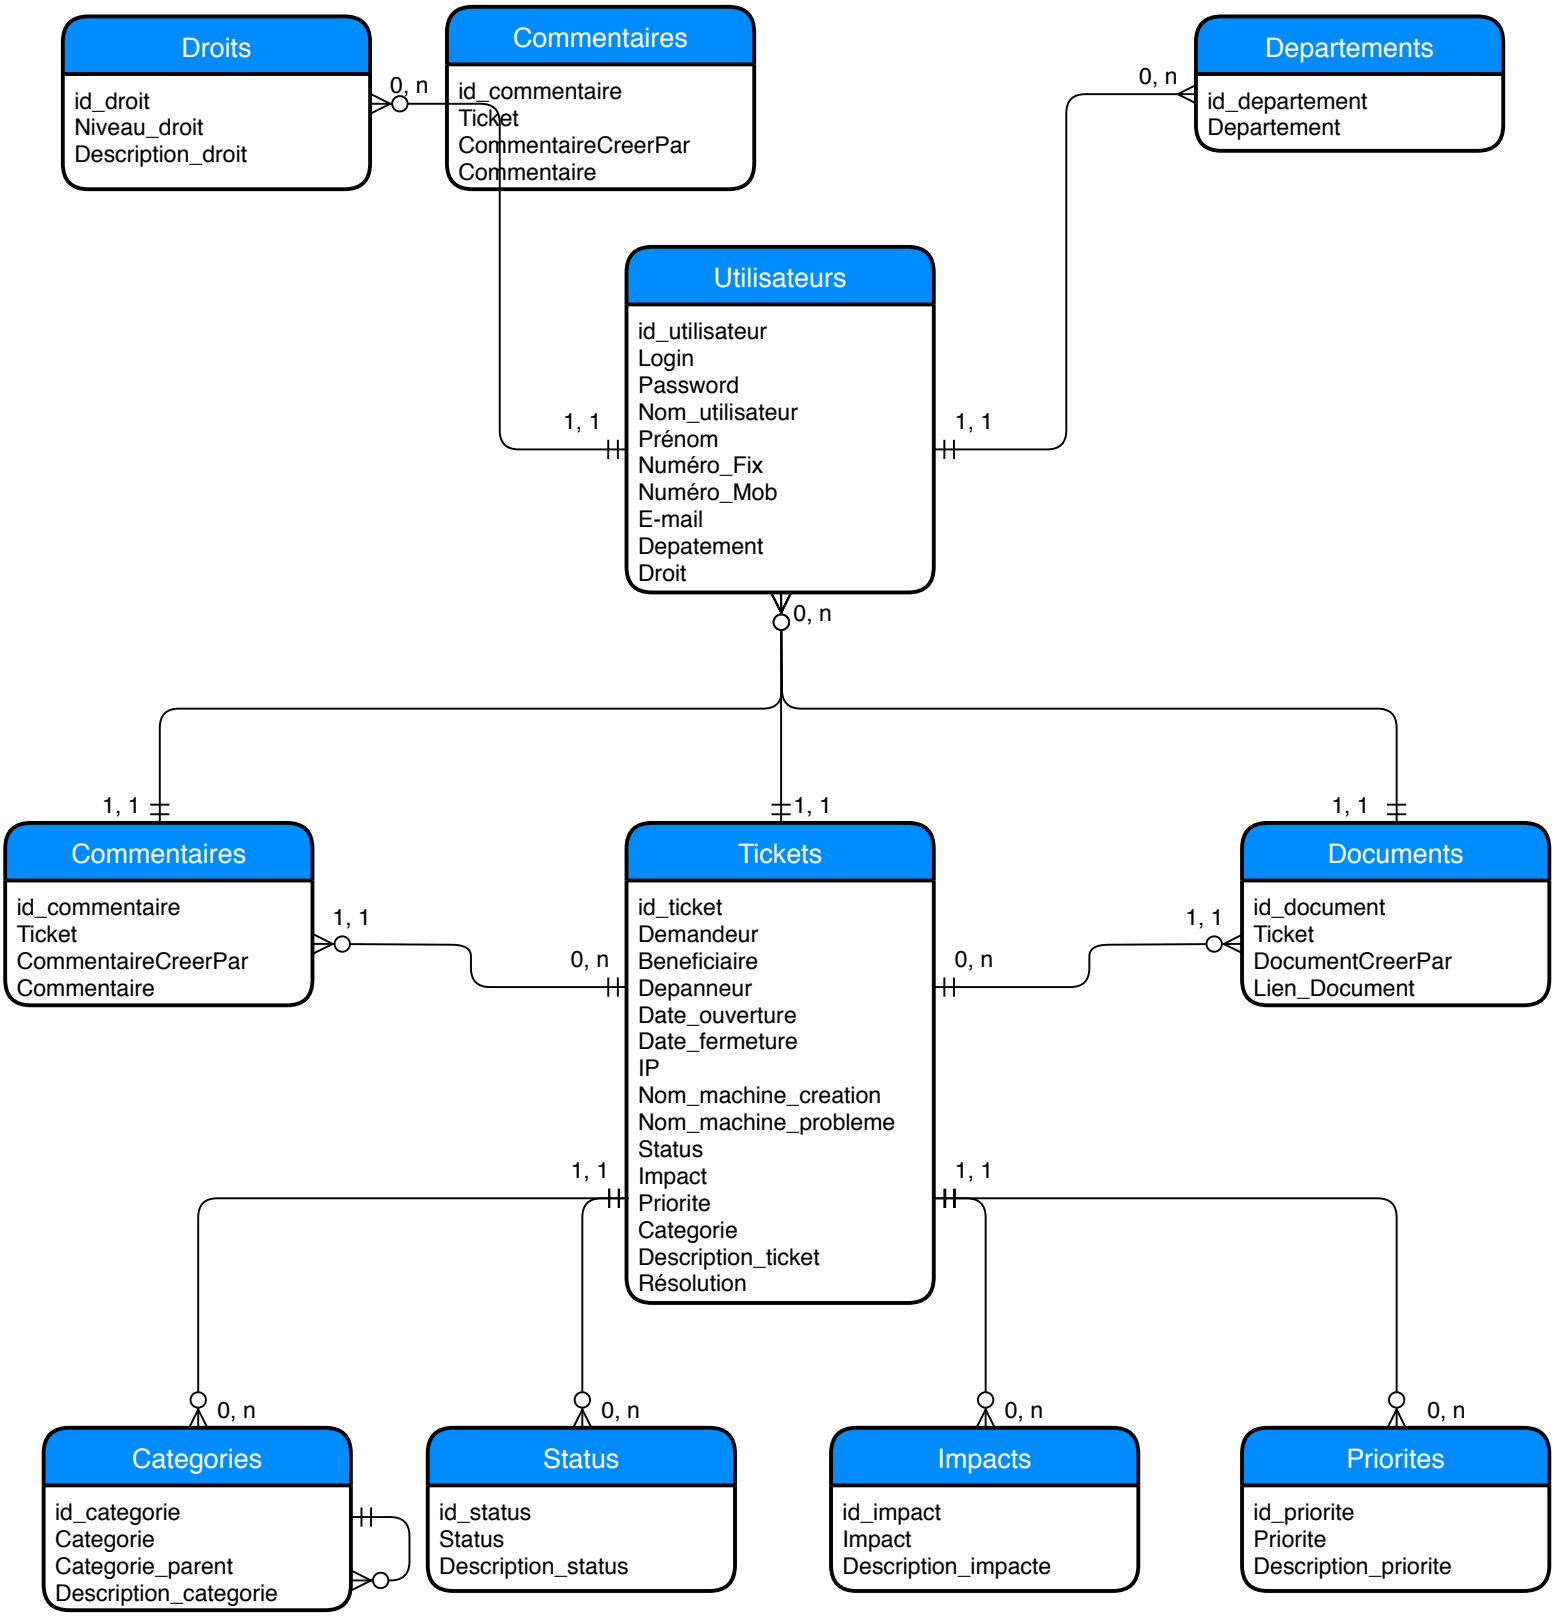 Droits
id_droit
Niveau_droit
Description_droit
0, n
Commentaires
id_commentaire
Ticket
CommentaireCreerPar
Commentaire
Departements
id_departement
Departement
0, n
Utilisateurs
id_utilisateur
Login
Password
Nom_utilisateur
Prénom
Numéro_Fix
Numéro_Mob
E-mail
Depatement
Droit
1, 1
1, 1
0, n
1, 1
1, 1
1, 1
Commentaires
id_commentaire
Ticket
CommentaireCreerPar
Commentaire
1, 1
0, n
Tickets
id_ticket
Demandeur
Beneficiaire
Depanneur
Date_ouverture
Date_fermeture
IP
Nom_machine_creation
Nom_machine_probleme
Status
Impact
Priorite
Categorie
Description_ticket
Résolution
0, n
1, 1
Documents
id_document
Ticket
DocumentCreerPar
Lien_Document
1, 1
1, 1
0, n
0, n
0, n
0, n
Categories
id_categorie
Categorie
Categorie_parent
Description_categorie
Status
id_status
Status
Description_status
Impacts
id_impact
Impact
Description_impacte
Priorites
id_priorite
Priorite
Description_priorite